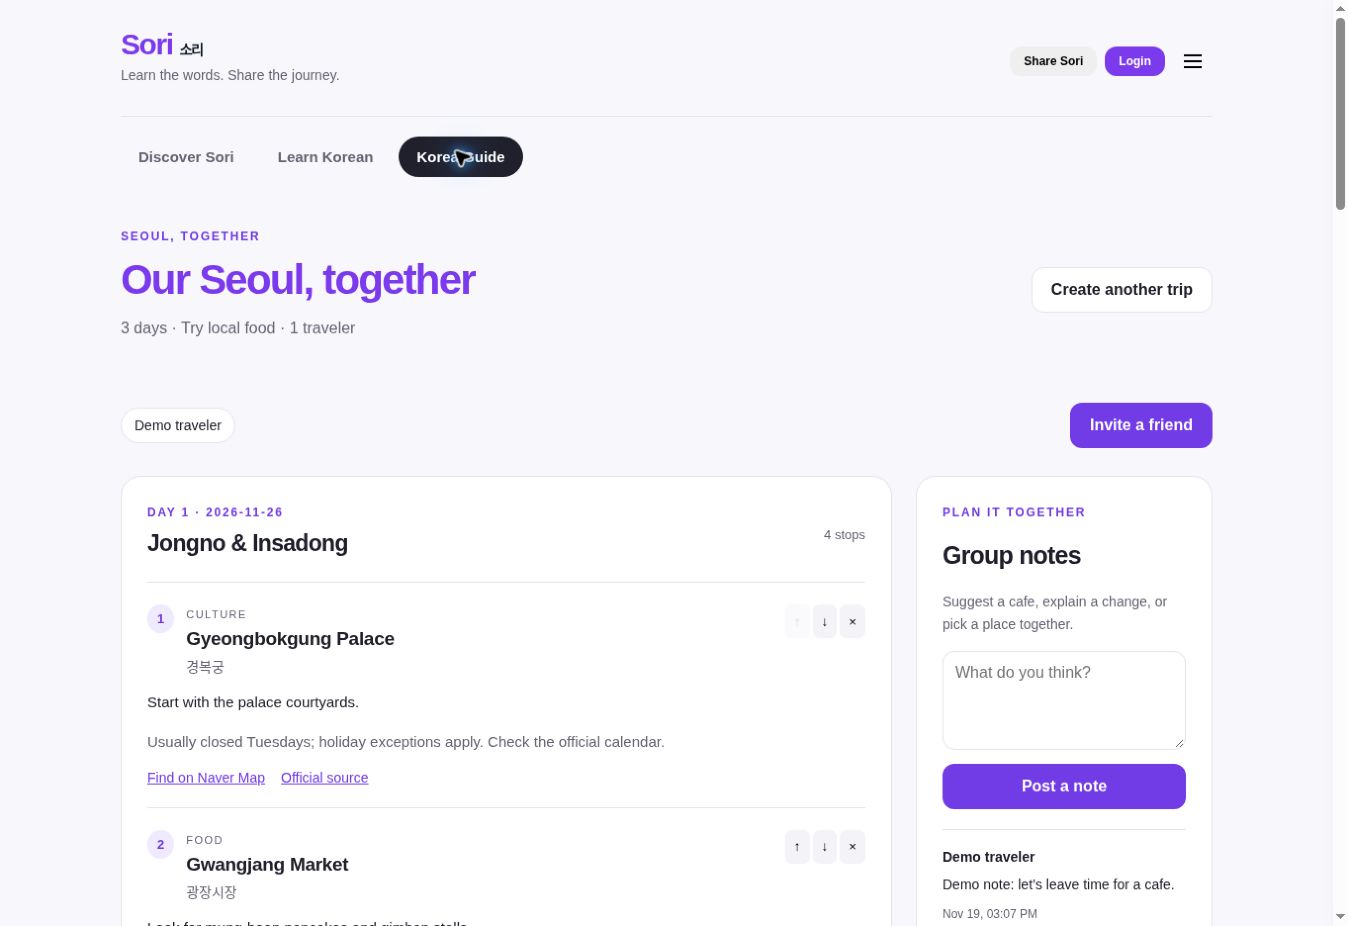 Sori 소리
Learn the words. Share the journey.
Share Sori
Login
Discover Sori
Learn Korean
Korea Guide
SEOUL, TOGETHER
Our Seoul, together
3 days · Try local food · 1 traveler
Create another trip
Demo traveler
Invite a friend
DAY 1 · 2026-11-26
Jongno & Insadong
4 stops
1
CULTURE
Gyeongbokgung Palace
경복궁
↑ ↓ ×
Start with the palace courtyards.
Usually closed Tuesdays; holiday exceptions apply. Check the official calendar.
Find on Naver Map
Official source
2
FOOD
Gwangjang Market
광장시장
↑ ↓ ×
PLAN IT TOGETHER
Group notes
Suggest a cafe, explain a change, or
pick a place together.
What do you think?
Post a note
Demo traveler
Demo note: let's leave time for a cafe.
Nov 19, 03:07 PM